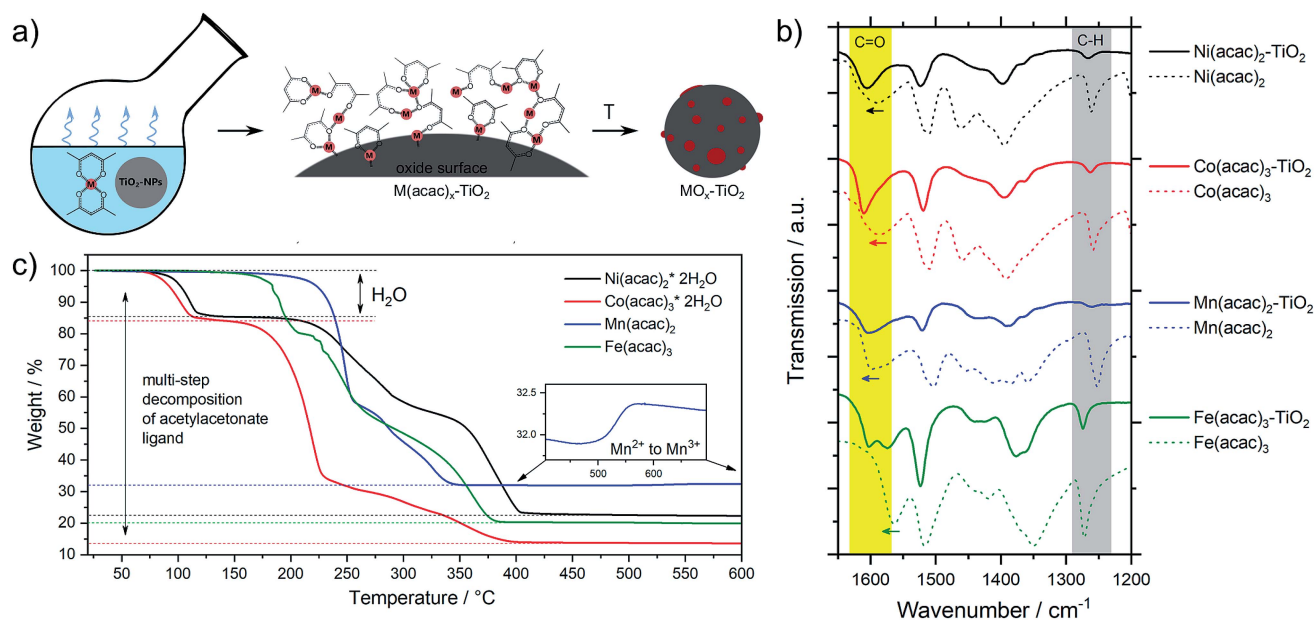 a)
TiO₂-NPs
M
oxide surface
M(acac)ₓ-TiO₂
T
MOₓ-TiO₂
b)
C=O
C-H
Ni(acac)₂-TiO₂
Ni(acac)₂
Co(acac)₃-TiO₂
Co(acac)₃
Mn(acac)₂-TiO₂
Mn(acac)₂
Fe(acac)₃-TiO₂
Fe(acac)₃
Transmission / a.u.
1600 1500 1400 1300 1200
Wavenumber / cm⁻¹
c)
Weight / %
100
90
80
70
60
50
40
30
20
10
H₂O
Ni(acac)₂* 2H₂O
Co(acac)₃* 2H₂O
Mn(acac)₂
Fe(acac)₃
multi-step
decomposition
of acetylacetonate
ligand
32.5
32.0
Mn²⁺ to Mn³⁺
500 600
50 100 150 200 250 300 350 400 450 500 550 600
Temperature / °C